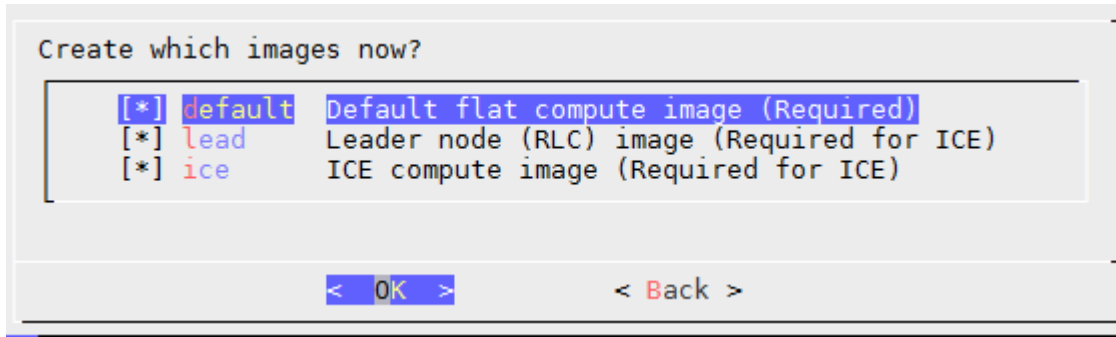 Create which images now?
[*] default Default flat compute image (Required)
[*] lead Leader node (RLC) image (Required for ICE)
[*] ice ICE compute image (Required for ICE)
< OK > < Back >